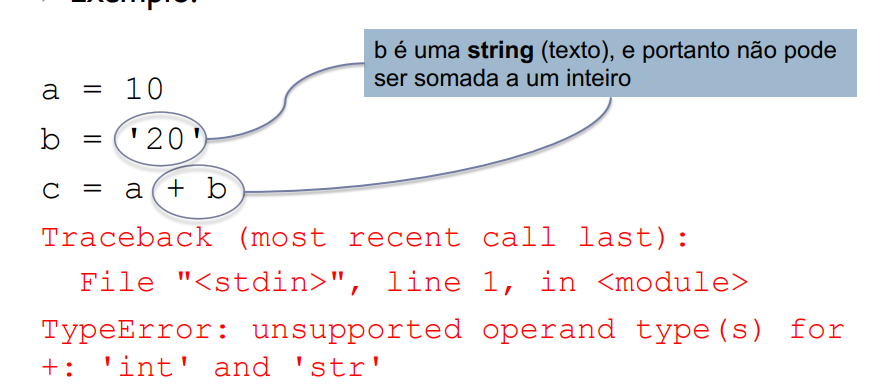 Exemplo:
b é uma string (texto), e portanto não pode
ser somada a um inteiro
a = 10
b = '20'
c = a + b
Traceback (most recent call last):
File "<stdin>", line 1, in <module>
TypeError: unsupported operand type(s) for
+: 'int' and 'str'